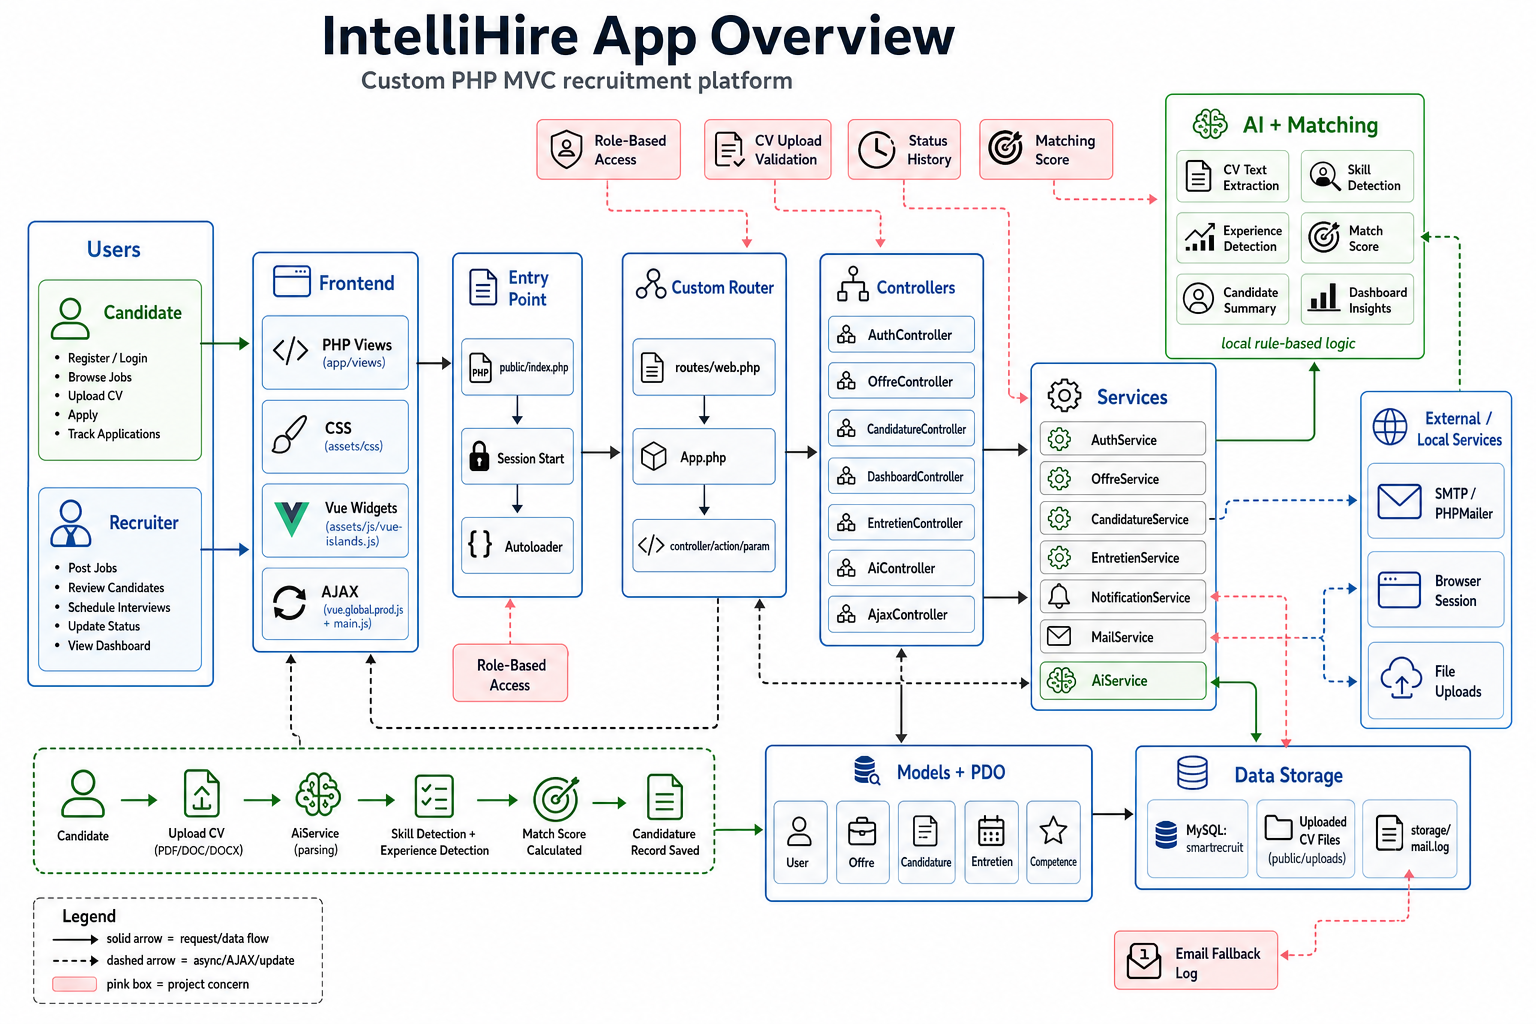 IntelliHire App Overview
Custom PHP MVC recruitment platform
Role-Based
Access
CV Upload
Validation
Status
History
Matching
Score
AI + Matching
CV Text
Extraction
Skill
Detection
Experience
Detection
Match
Score
Candidate
Summary
Dashboard
Insights
local rule-based logic
Users
Candidate
• Register / Login
• Browse Jobs
• Upload CV
• Apply
• Track Applications
Recruiter
• Post Jobs
• Review Candidates
• Schedule Interviews
• Update Status
• View Dashboard
Frontend
</> PHP Views
(app/views)
CSS
(assets/css)
Vue Widgets
(assets/js/vue-
islands.js)
AJAX
(vue.global.prod.js
+ main.js)
Entry
Point
PHP
public/index.php
Session Start
{} Autoloader
Role-Based
Access
Custom Router
routes/web.php
App.php
</> controller/action/param
Controllers
AuthController
OffreController
CandidatureController
DashboardController
EntretienController
AiController
AjaxController
Services
AuthService
OffreService
CandidatureService
EntretienService
NotificationService
MailService
AiService
External /
Local Services
SMTP /
PHPMailer
Browser
Session
File
Uploads
Candidate
Upload CV
(PDF/DOC/DOCX)
AiService
(parsing)
Skill Detection +
Experience Detection
Match Score
Calculated
Candidature
Record Saved
Models + PDO
User
Offre
Candidature
Entretien
Competence
Data Storage
MySQL:
smartrecruit
Uploaded
CV Files
(public/uploads)
storage/
mail.log
1
Email Fallback
Log
Legend
solid arrow = request/data flow
dashed arrow = async/AJAX/update
pink box = project concern